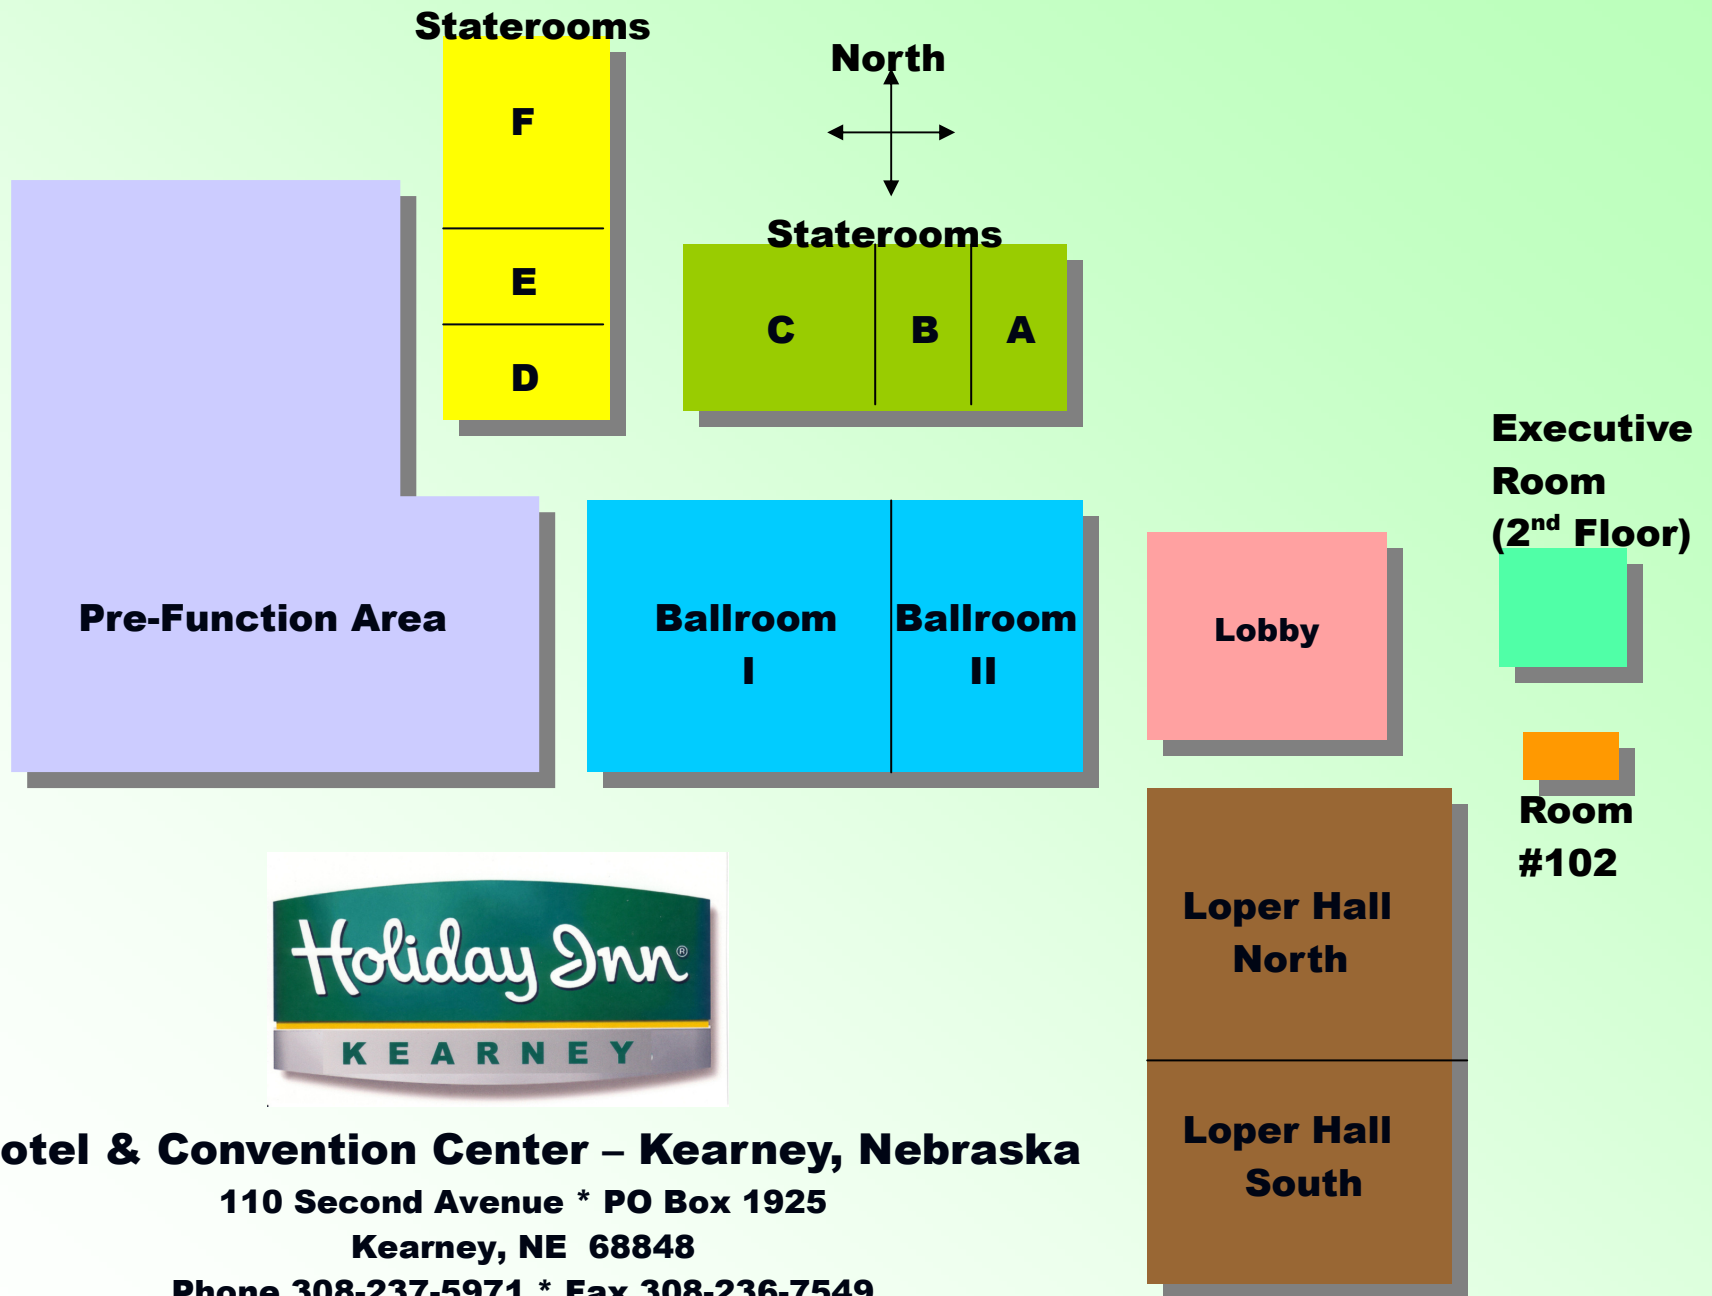 Staterooms
F
E
D
North
Staterooms
C B A
Executive
Room
(2nd Floor)
Pre-Function Area
Ballroom
I
Ballroom
II
Lobby
Room
#102
Loper Hall
North
Loper Hall
South
Holiday Inn®
KEARNEY
otel & Convention Center – Kearney, Nebraska
110 Second Avenue * PO Box 1925
Kearney, NE 68848
Phone 308-237-5971 * Fax 308-236-7549